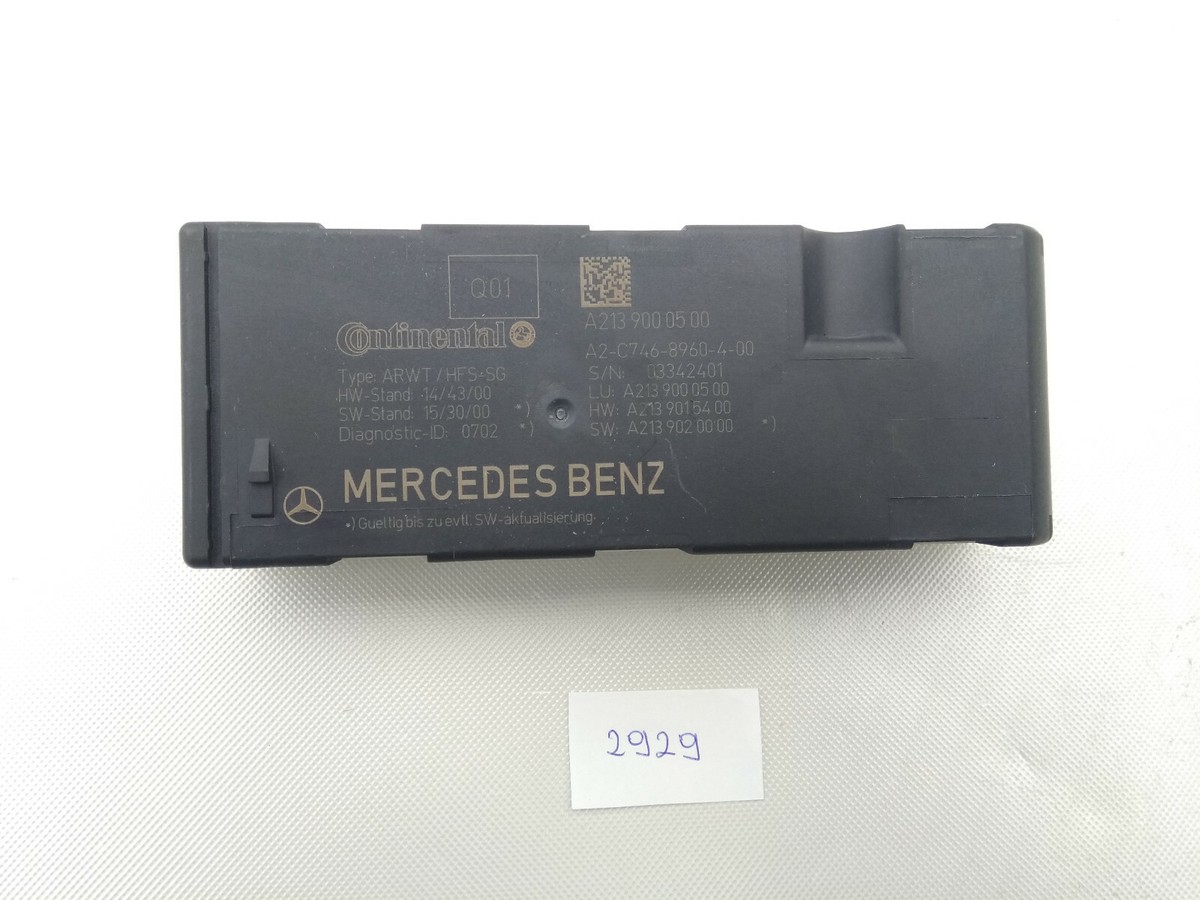 Q01
Continental
Type: ARWT/HFS-SG
HW-Stand: 14/43/00
SW-Stand: 15/30/00 *)
Diagnostic-ID: 0702 *)
A213 900 05 00
A2-C746-8960-4-00
S/N: 03342401
L.U: A213 900 05 00
HW: A213 901 54 00
SW: A213 902 00 00 *)
MERCEDES BENZ
*) Gueltig bis zu evtl. SW-aktualisierung
2929